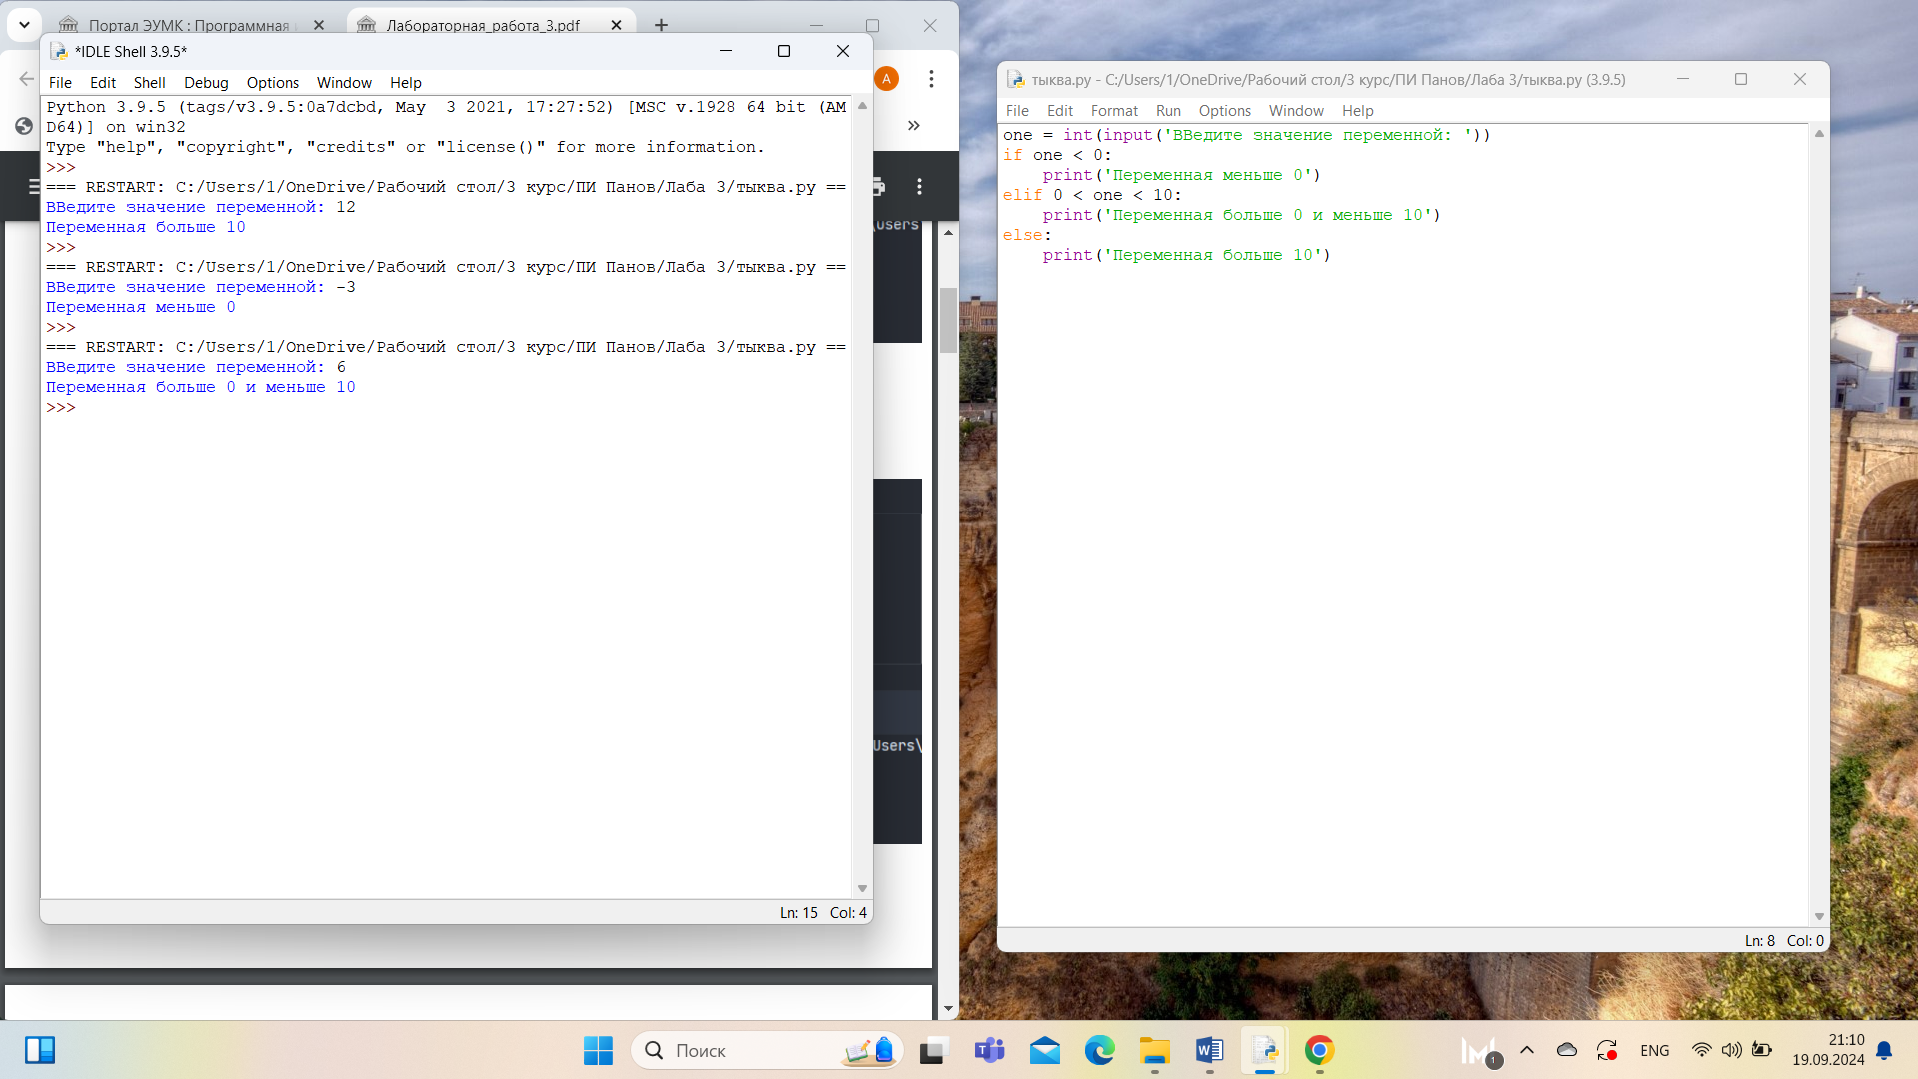 Портал ЭУМК : Программная
Лабораторная_работа_3.pdf
*IDLE Shell 3.9.5*
File Edit Shell Debug Options Window Help
Python 3.9.5 (tags/v3.9.5:0a7dcbd, May  3 2021, 17:27:52) [MSC v.1928 64 bit (AM
D64)] on win32
Type "help", "copyright", "credits" or "license()" for more information.
>>>
=== RESTART: C:/Users/1/OneDrive/Рабочий стол/3 курс/ПИ Панов/Лаба 3/тыква.py ==
ВВедите значение переменной: 12
Переменная больше 10
>>>
=== RESTART: C:/Users/1/OneDrive/Рабочий стол/3 курс/ПИ Панов/Лаба 3/тыква.py ==
ВВедите значение переменной: -3
Переменная меньше 0
>>>
=== RESTART: C:/Users/1/OneDrive/Рабочий стол/3 курс/ПИ Панов/Лаба 3/тыква.py ==
ВВедите значение переменной: 6
Переменная больше 0 и меньше 10
>>>
Ln: 15 Col: 4
A
\users
Users\
тыква.py - C:/Users/1/OneDrive/Рабочий стол/3 курс/ПИ Панов/Лаба 3/тыква.py (3.9.5)
File Edit Format Run Options Window Help
one = int(input('ВВедите значение переменной: '))
if one < 0:
    print('Переменная меньше 0')
elif 0 < one < 10:
    print('Переменная больше 0 и меньше 10')
else:
    print('Переменная больше 10')
Ln: 8 Col: 0
Поиск
1
ENG
21:10
19.09.2024